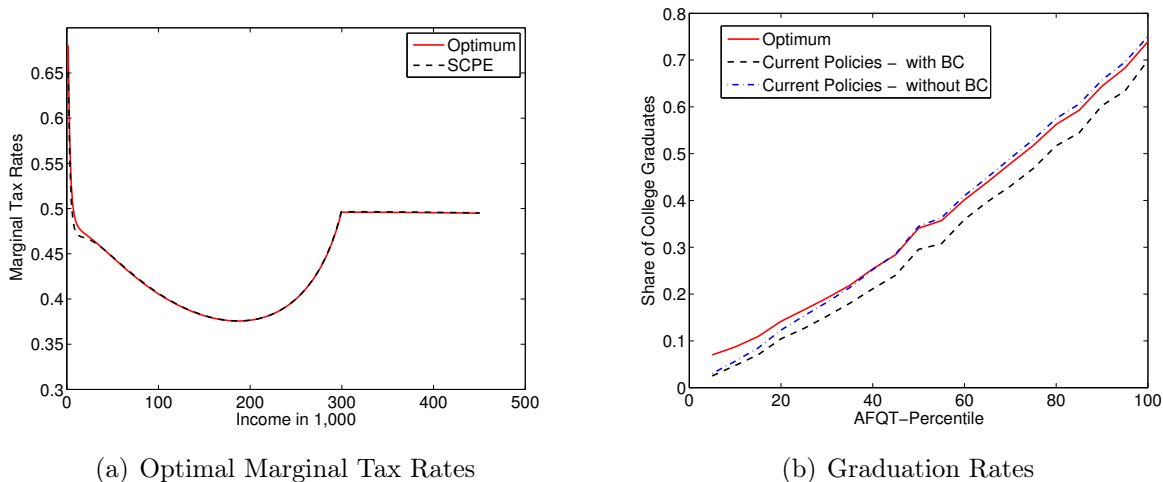 Optimum
SCPE
0.65
0.6
0.55
0.5
0.45
0.4
0.35
0.3
0
100
200
300
400
500
Marginal Tax Rates
Income in 1,000
(a) Optimal Marginal Tax Rates
Optimum
Current Policies − with BC
Current Policies − without BC
0.8
0.7
0.6
0.5
0.4
0.3
0.2
0.1
0
0
20
40
60
80
100
Share of College Graduates
AFQT−Percentile
(b) Graduation Rates